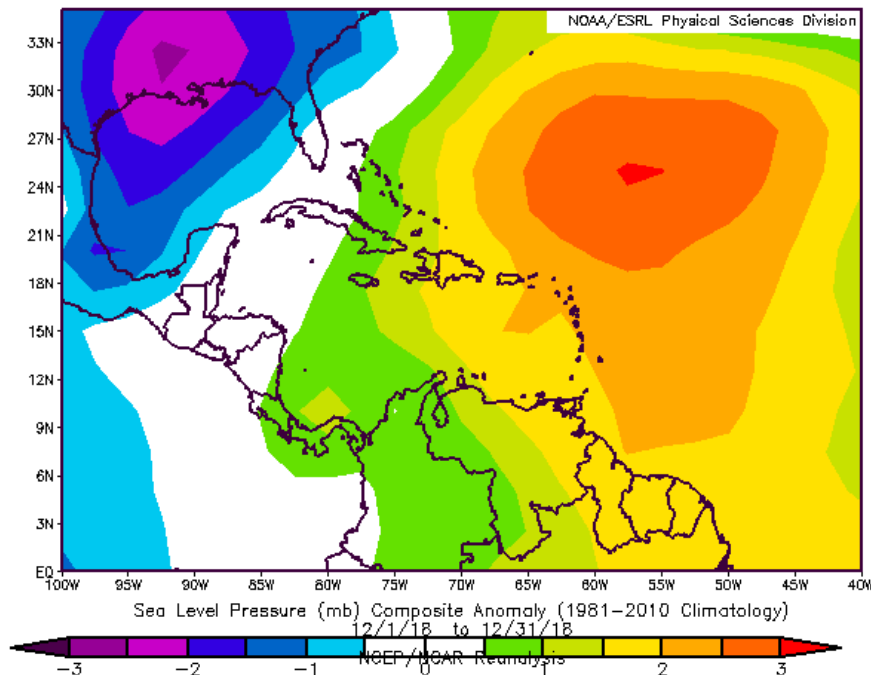 NOAA/ESRL Physical Sciences Division
33N
30N
27N
24N
21N
18N
15N
12N
9N
6N
3N
EQ
100W 95W 90W 85W 80W 75W 70W 65W 60W 55W 50W 45W 40W
Sea Level Pressure (mb) Composite Anomaly (1981-2010 Climatology)
12/1/18 to 12/31/18
NCEP/NCAR Reanalysis
-3 -2 -1 0 1 2 3